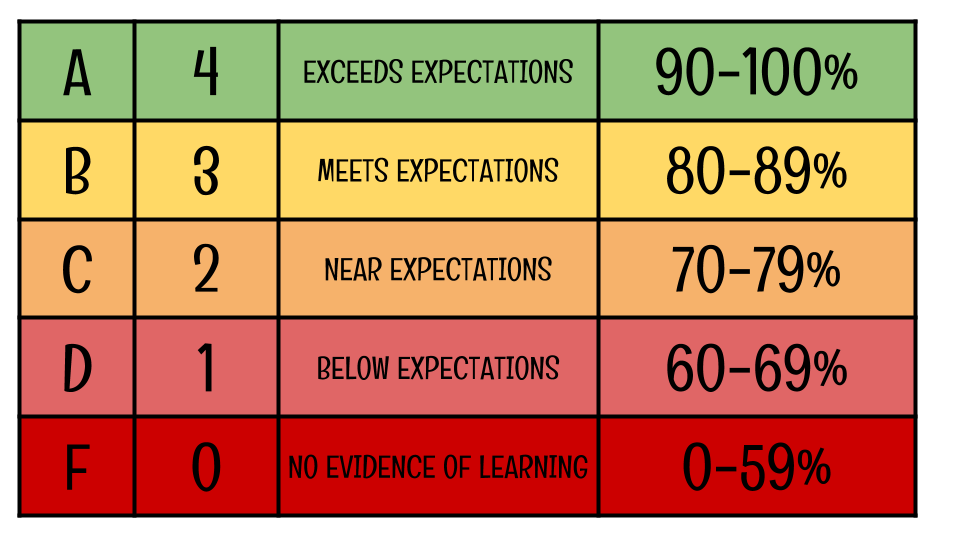 A 4 EXCEEDS EXPECTATIONS 90-100%
B 3 MEETS EXPECTATIONS 80-89%
C 2 NEAR EXPECTATIONS 70-79%
D 1 BELOW EXPECTATIONS 60-69%
F 0 NO EVIDENCE OF LEARNING 0-59%